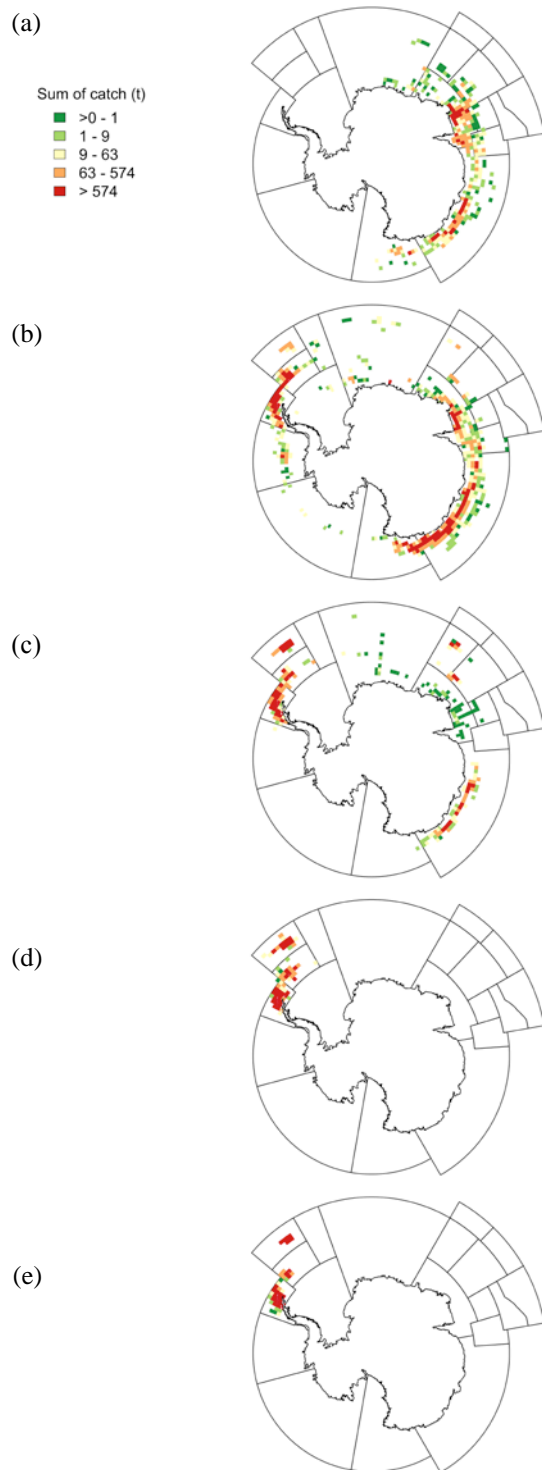 (a)
Sum of catch (t)
>0 - 1
1 - 9
9 - 63
63 - 574
> 574
(b)
(c)
(d)
(e)